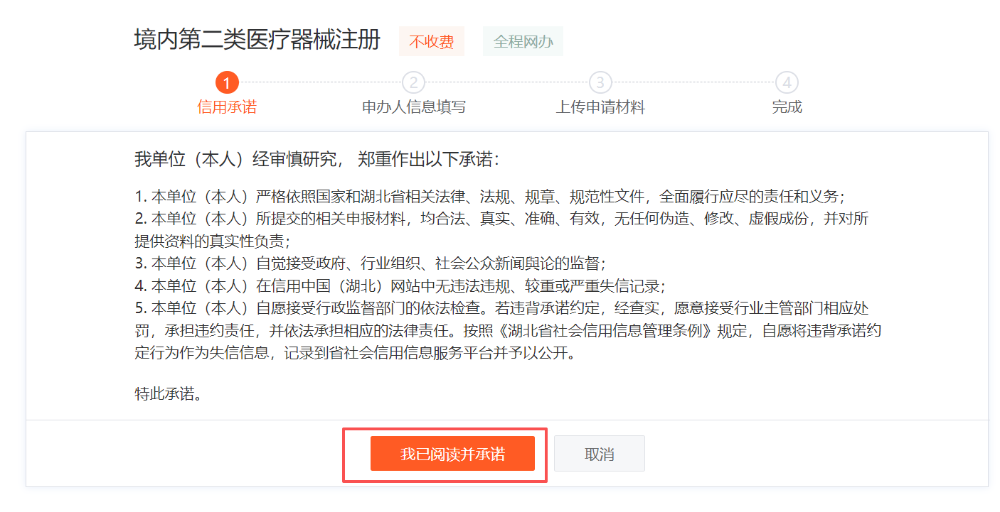 境内第二类医疗器械注册 不收费 全程网办
1 2 3 4
信用承诺 申办人信息填写 上传申请材料 完成
我单位（本人）经审慎研究， 郑重作出以下承诺：
1. 本单位（本人）严格依照国家和湖北省相关法律、法规、规章、规范性文件，全面履行应尽的责任和义务；
2. 本单位（本人）所提交的相关申报材料，均合法、真实、准确、有效，无任何伪造、修改、虚假成份，并对所
提供资料的真实性负责；
3. 本单位（本人）自觉接受政府、行业组织、社会公众新闻舆论的监督；
4. 本单位（本人）在信用中国（湖北）网站中无违法违规、较重或严重失信记录；
5. 本单位（本人）自愿接受行政监督部门的依法检查。若违背承诺约定，经查实，愿意接受行业主管部门相应处
罚，承担违约责任，并依法承担相应的法律责任。按照《湖北省社会信用信息管理条例》规定，自愿将违背承诺约
定行为作为失信信息，记录到省社会信用信息服务平台并予以公开。
特此承诺。
我已阅读并承诺 取消